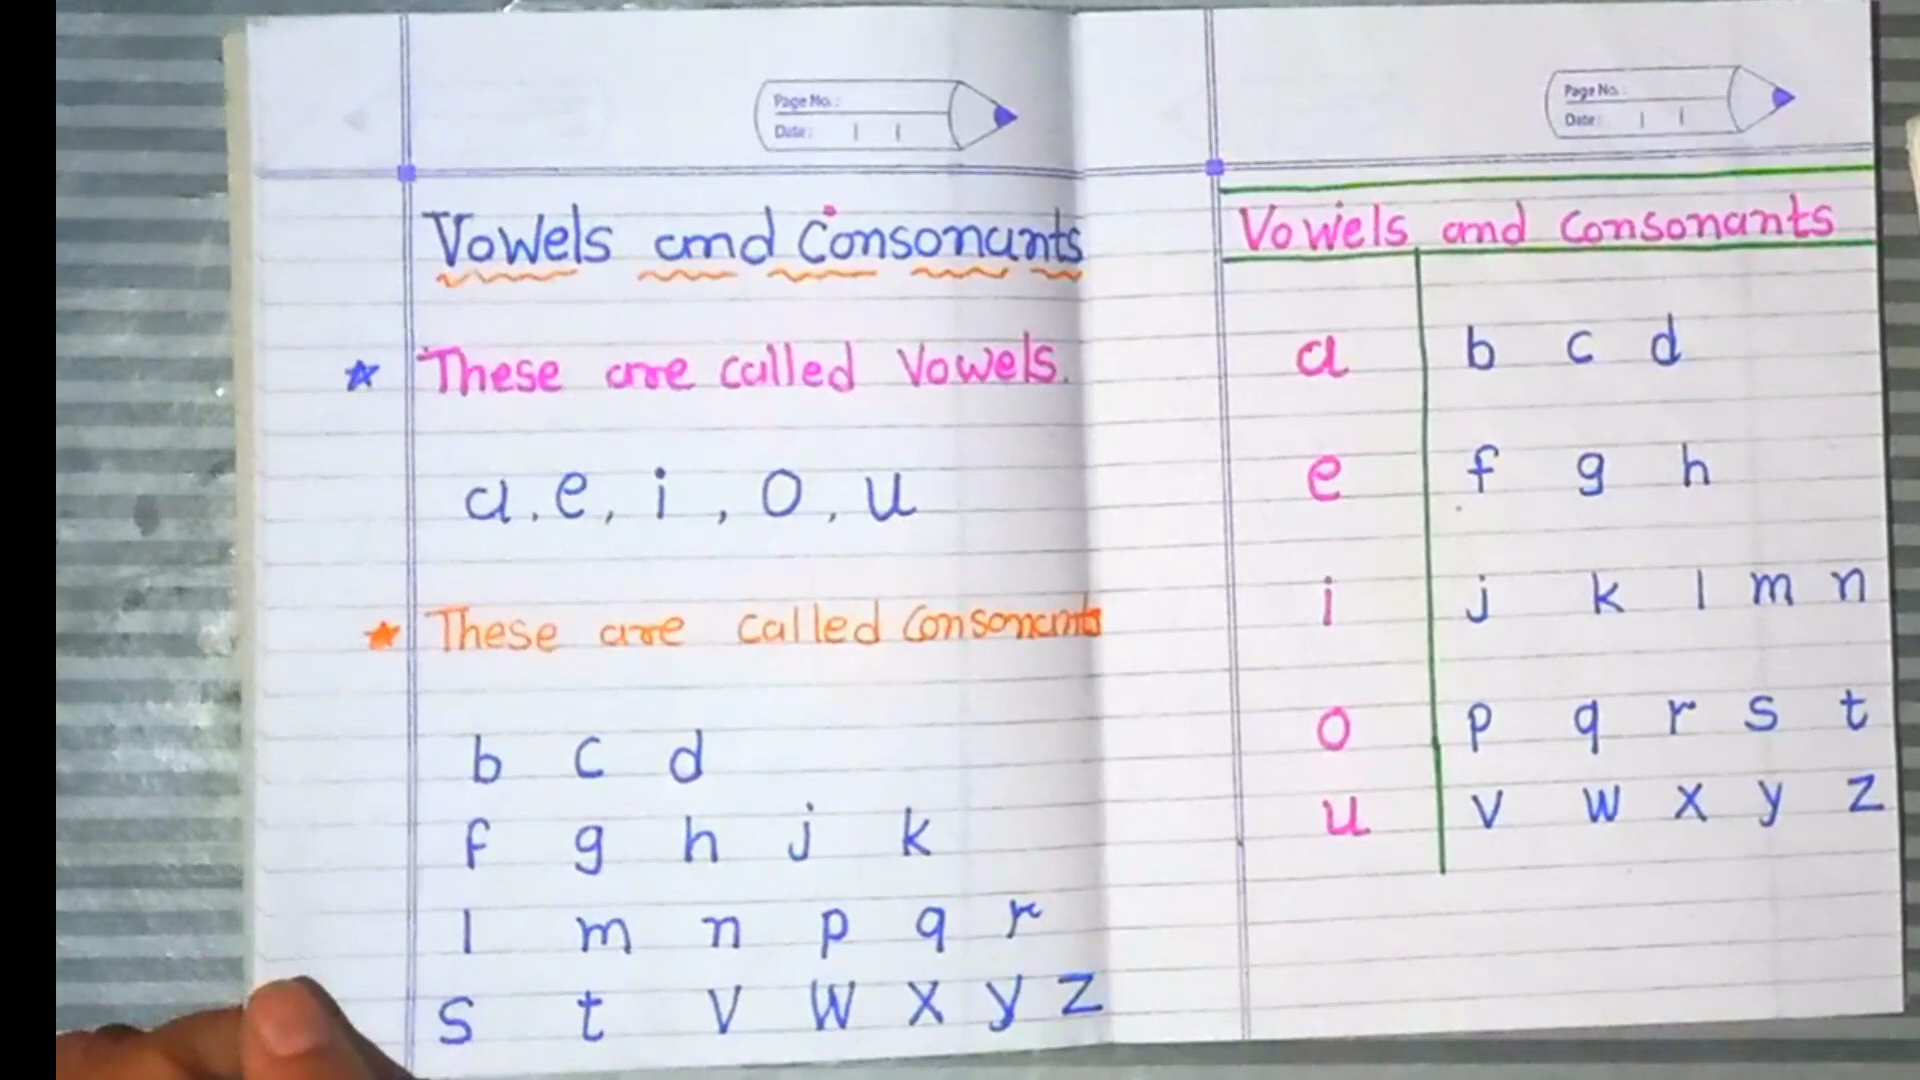 Page No.:
Date:
Vowels and Consonants
These are called Vowels.
a, e, i, o, u
These are called Consonants
b c d
f g h j k
l m n p q r
s t v w x y z
Page No.:
Date:
Vowels and Consonants
a b c d
e f g h
i j k l m n
o p q r s t
u v w x y z